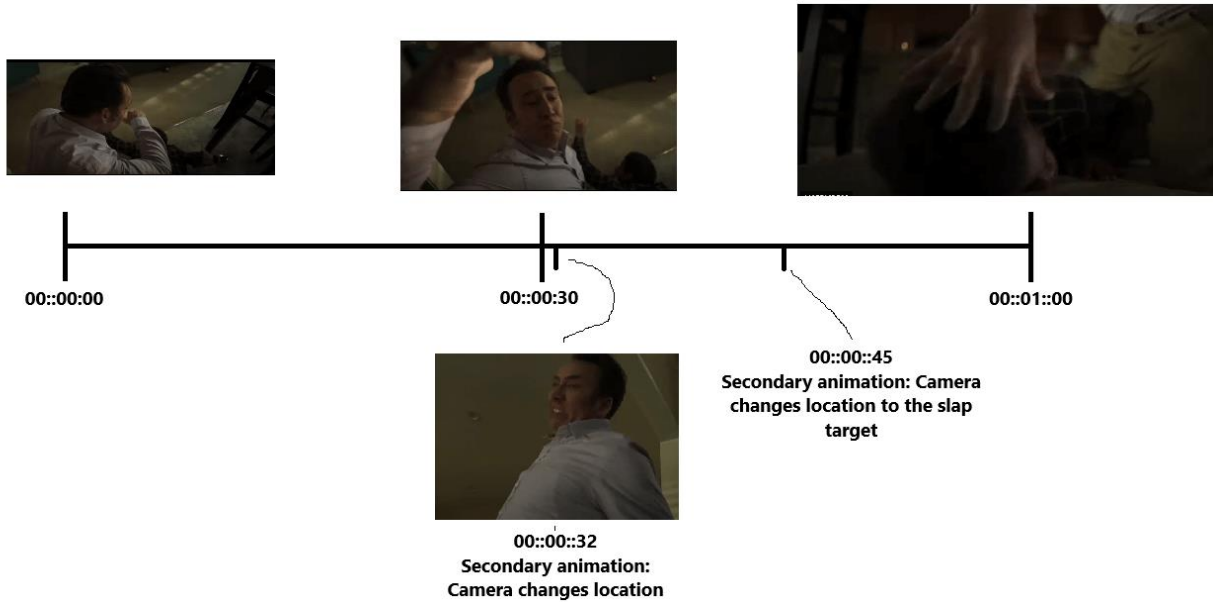 00::00:00
00::00:30
00::01::00
00::00::45
Secondary animation: Camera
changes location to the slap
target
00::00::32
Secondary animation:
Camera changes location